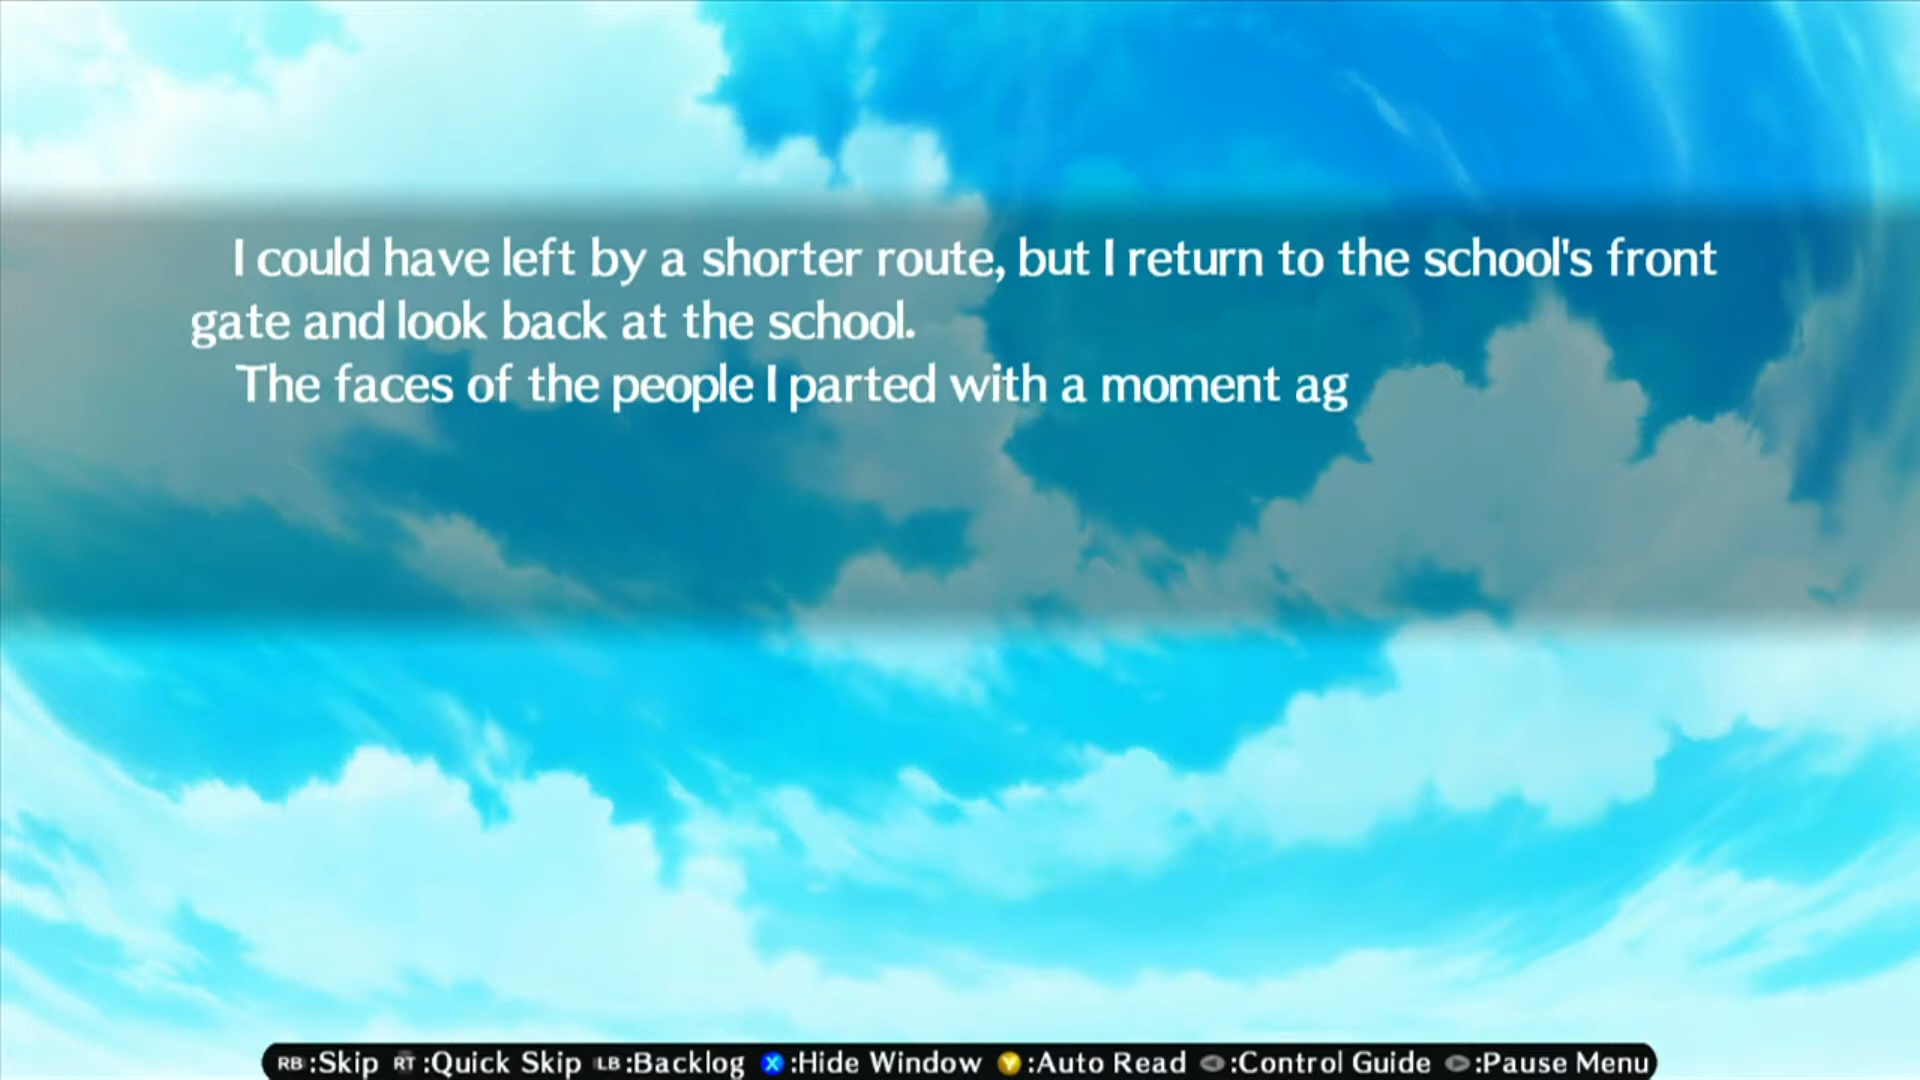 I could have left by a shorter route, but I return to the school's front
gate and look back at the school.
The faces of the people I parted with a moment ag
RB:Skip RT:Quick Skip LB:Backlog X:Hide Window Y:Auto Read :Control Guide :Pause Menu